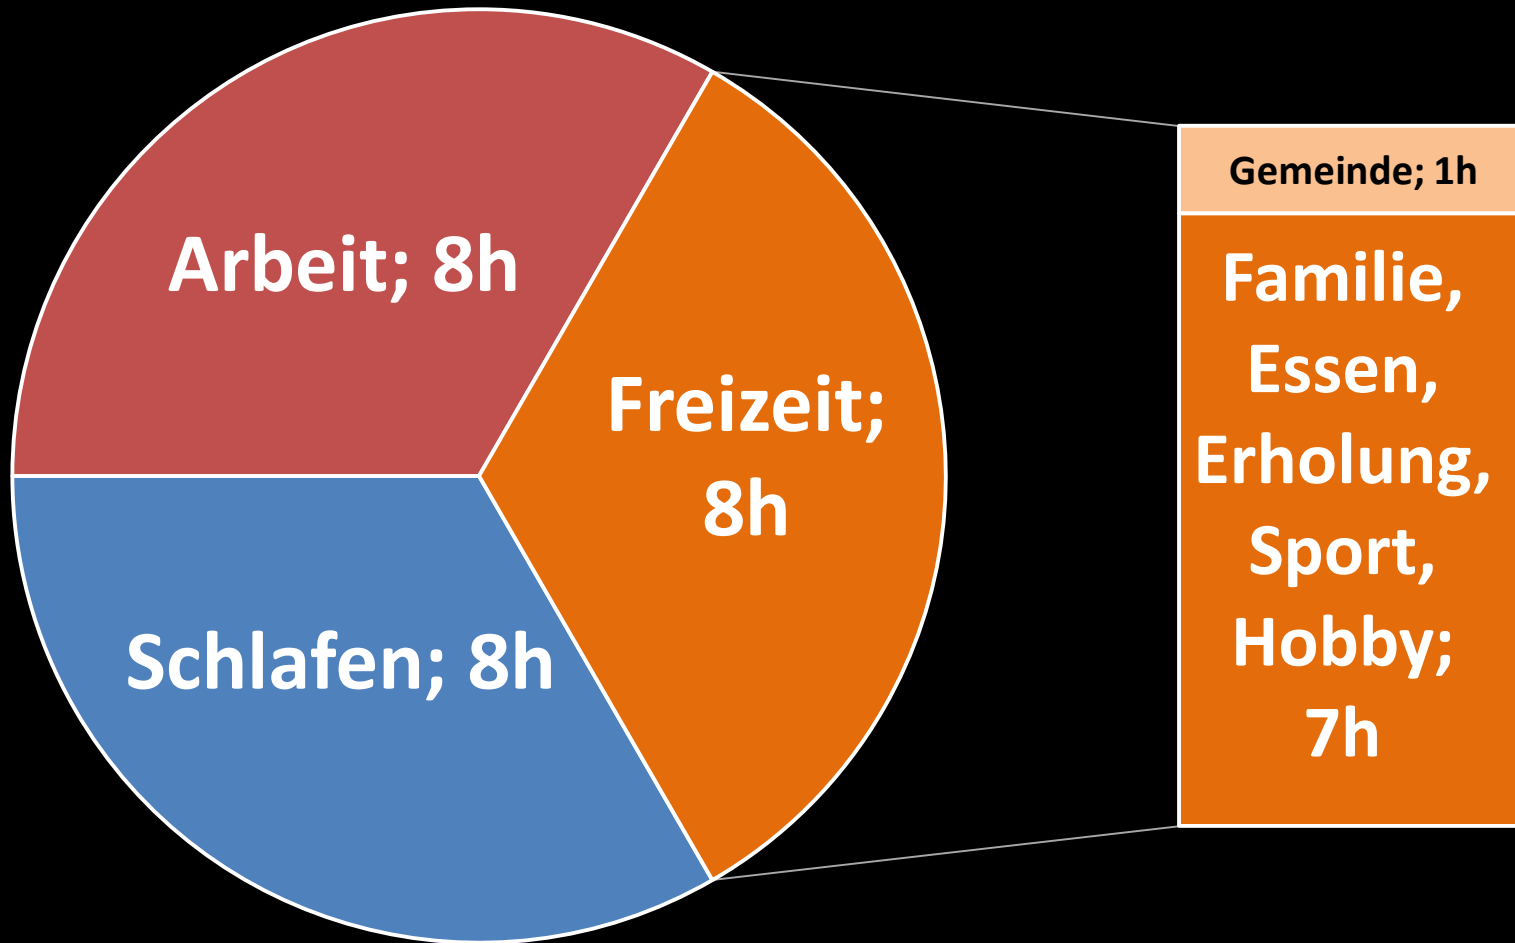 Arbeit; 8h
Freizeit;
8h
Schlafen; 8h
Gemeinde; 1h
Familie,
Essen,
Erholung,
Sport,
Hobby;
7h